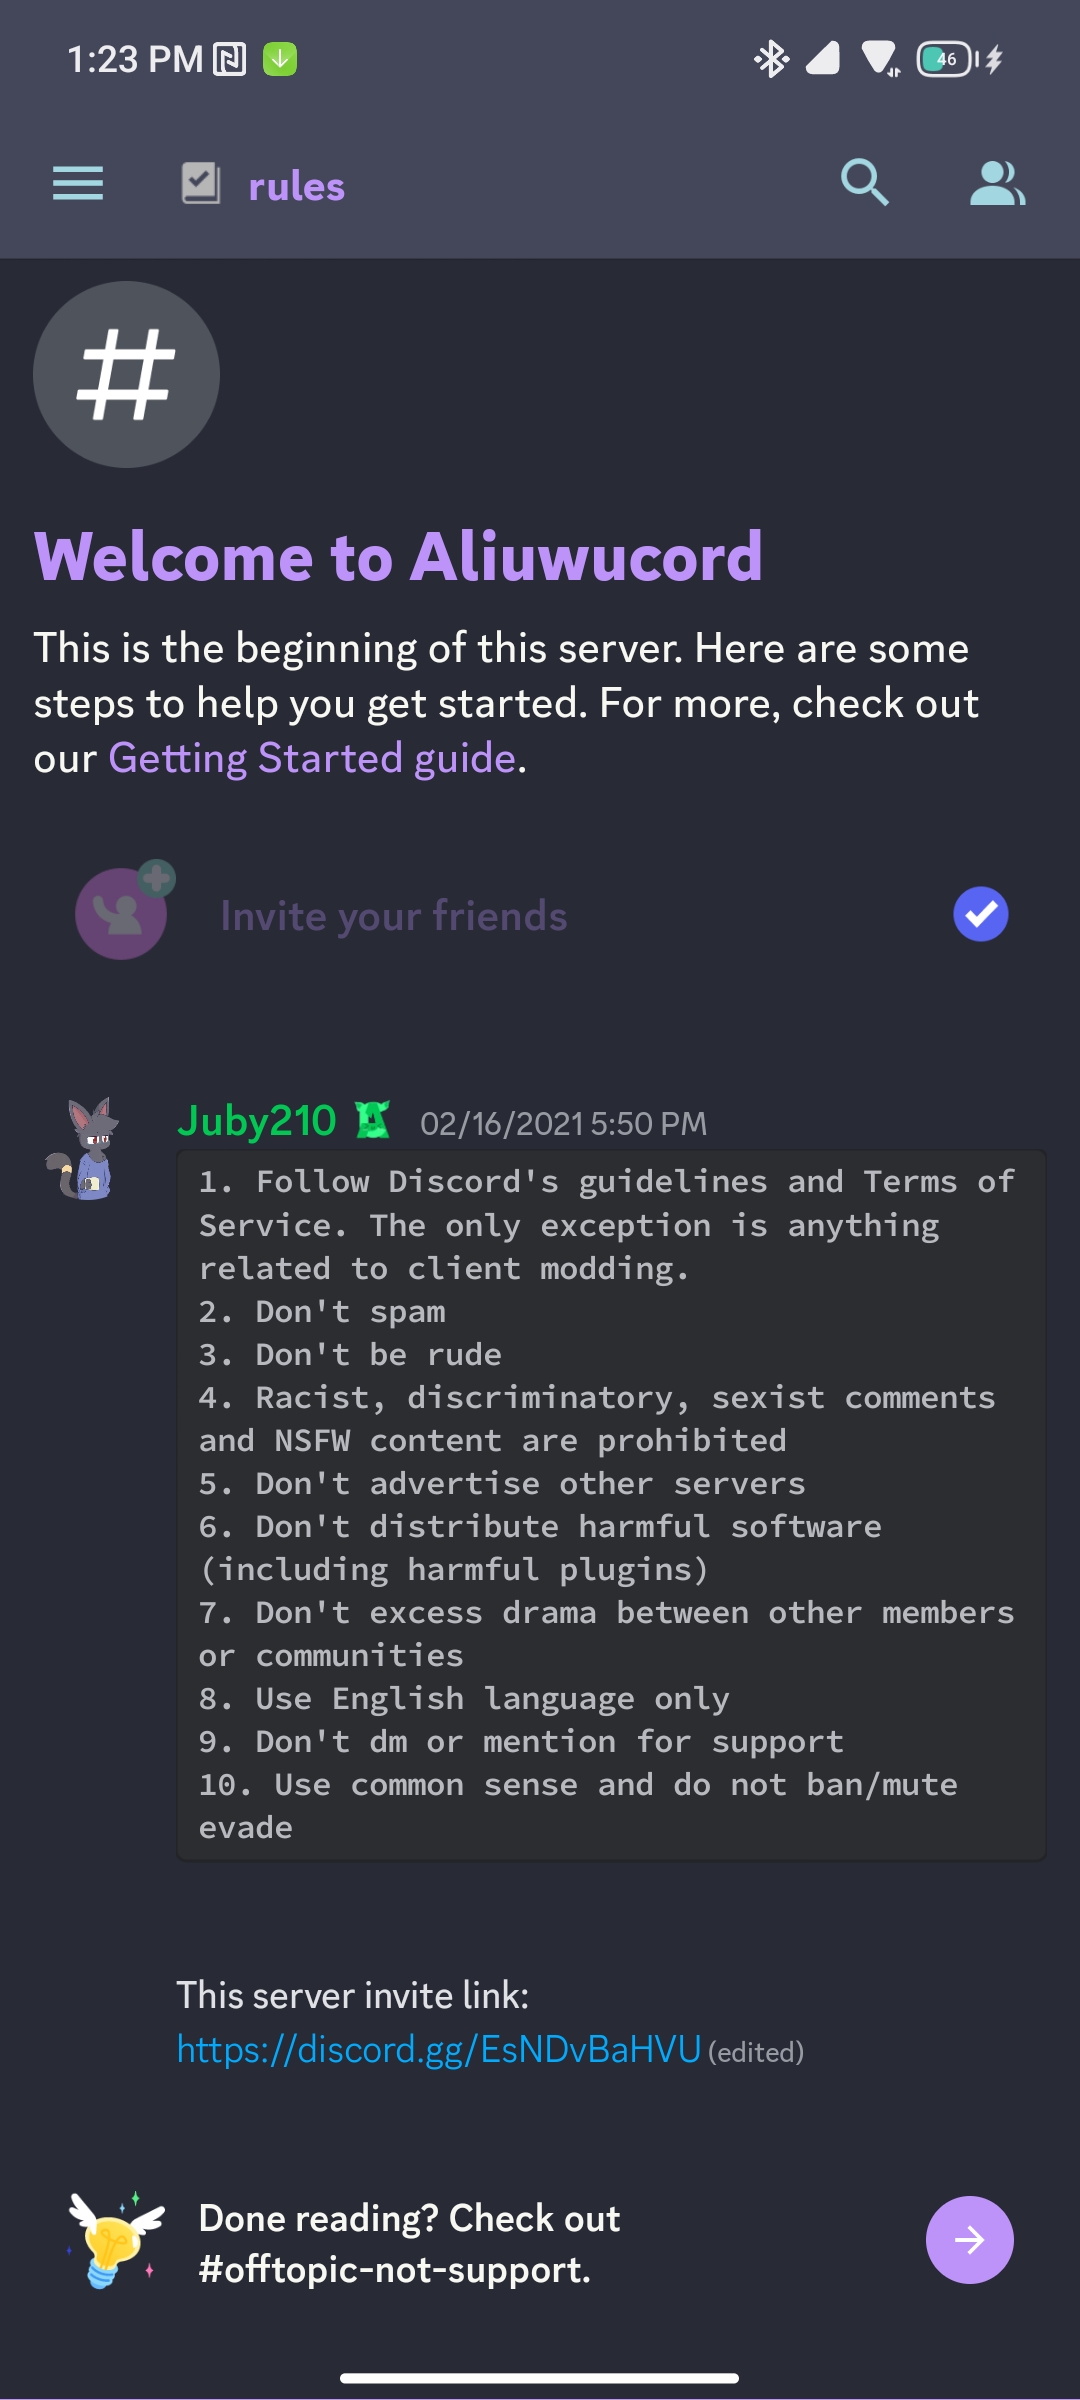 1:23 PM
46
rules
Welcome to Aliuwucord
This is the beginning of this server. Here are some
steps to help you get started. For more, check out
our Getting Started guide.
Invite your friends
Juby210 02/16/2021 5:50 PM
1. Follow Discord's guidelines and Terms of
Service. The only exception is anything
related to client modding.
2. Don't spam
3. Don't be rude
4. Racist, discriminatory, sexist comments
and NSFW content are prohibited
5. Don't advertise other servers
6. Don't distribute harmful software
(including harmful plugins)
7. Don't excess drama between other members
or communities
8. Use English language only
9. Don't dm or mention for support
10. Use common sense and do not ban/mute
evade
This server invite link:
https://discord.gg/EsNDvBaHVU (edited)
Done reading? Check out
#offtopic-not-support.